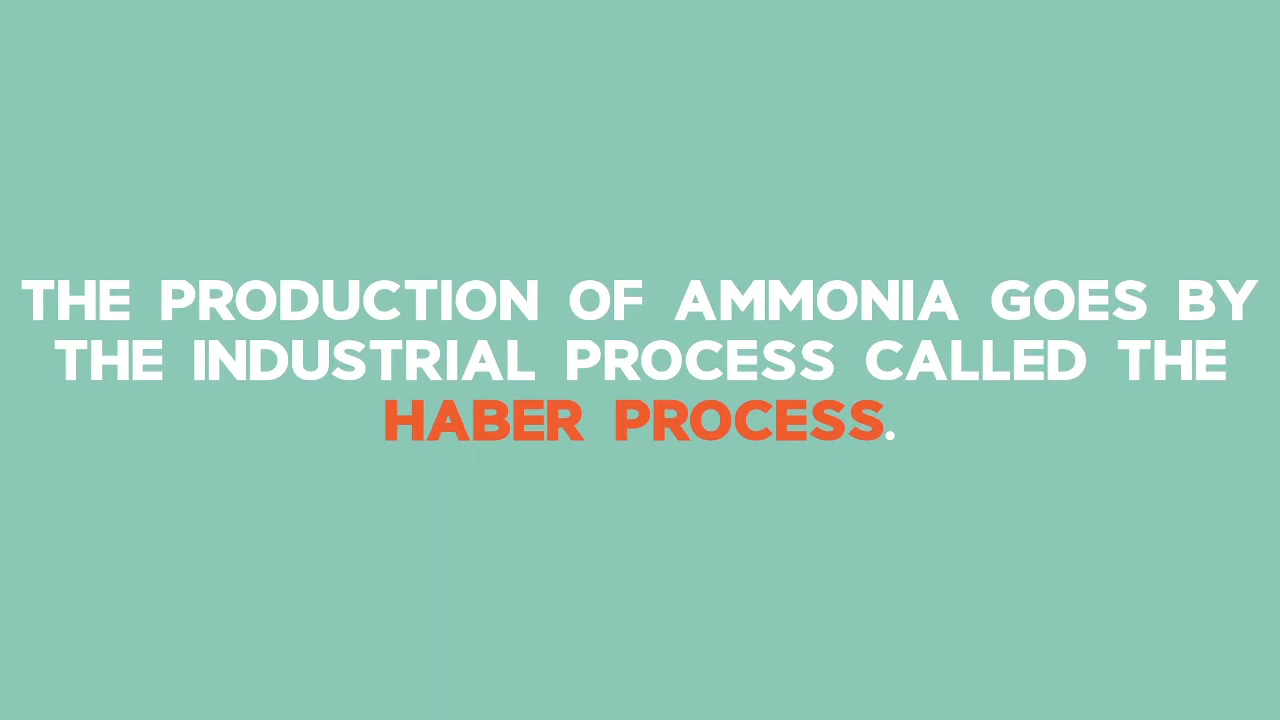 THE PRODUCTION OF AMMONIA GOES BY
THE INDUSTRIAL PROCESS CALLED THE
HABER PROCESS.